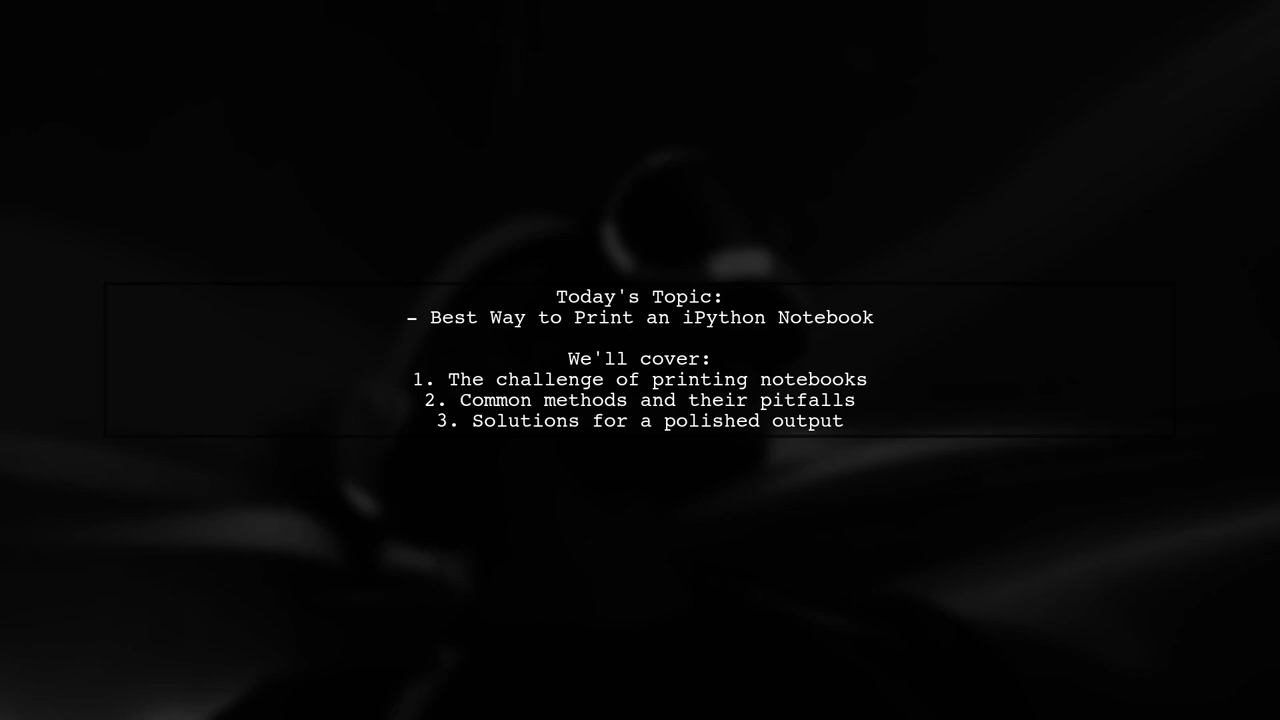 Today's Topic:
– Best Way to Print an iPython Notebook
We'll cover:
1. The challenge of printing notebooks
2. Common methods and their pitfalls
3. Solutions for a polished output